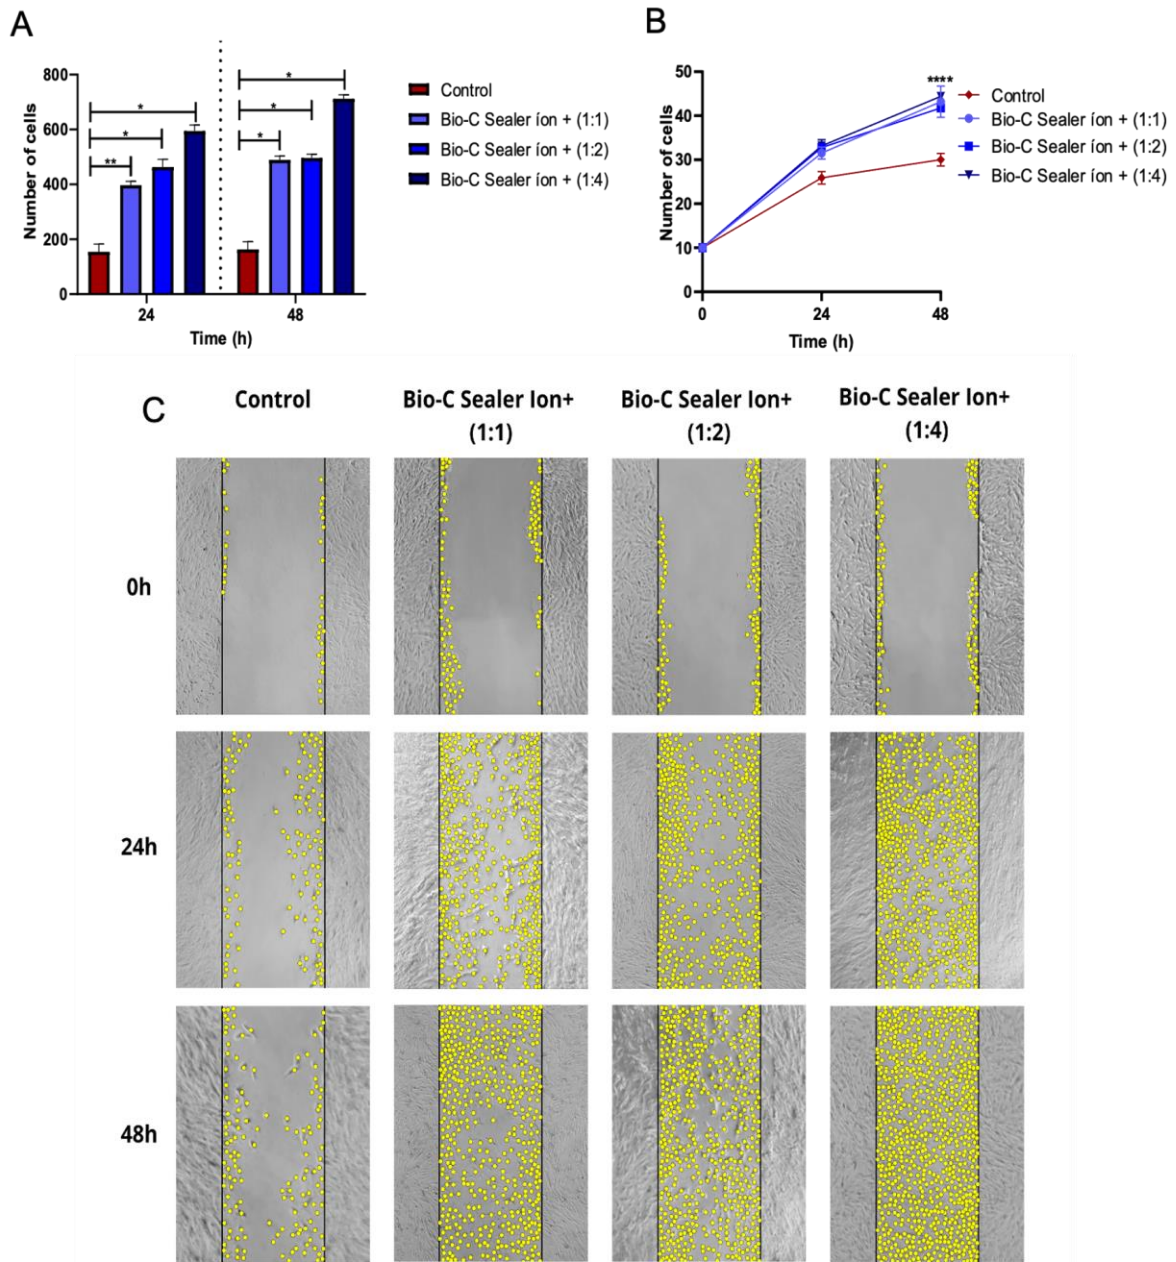 A
Number of cells
800
600
400
200
0
*
*
**
*
*
*
24
48
Time (h)
Control
Bio-C Sealer íon + (1:1)
Bio-C Sealer íon + (1:2)
Bio-C Sealer íon + (1:4)
B
Number of cells
50
40
30
20
10
0
****
0
24
48
Time (h)
Control
Bio-C Sealer íon + (1:1)
Bio-C Sealer íon + (1:2)
Bio-C Sealer íon + (1:4)
C
Control
Bio-C Sealer Ion+
(1:1)
Bio-C Sealer Ion+
(1:2)
Bio-C Sealer Ion+
(1:4)
0h
24h
48h